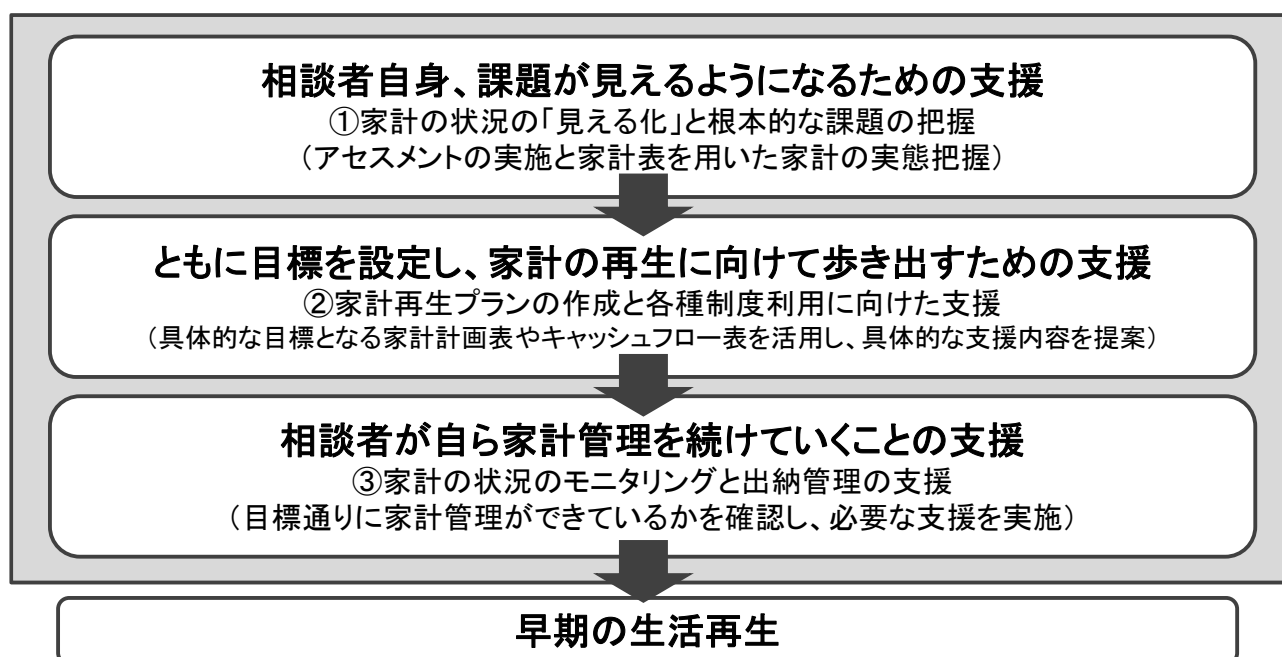 相談者自身、課題が見えるようになるための支援
①家計の状況の「見える化」と根本的な課題の把握
（アセスメントの実施と家計表を用いた家計の実態把握）
ともに目標を設定し、家計の再生に向けて歩き出すための支援
②家計再生プランの作成と各種制度利用に向けた支援
（具体的な目標となる家計計画表やキャッシュフロー表を活用し、具体的な支援内容を提案）
相談者が自ら家計管理を続けていくことの支援
③家計の状況のモニタリングと出納管理の支援
（目標通りに家計管理ができているかを確認し、必要な支援を実施）
早期の生活再生